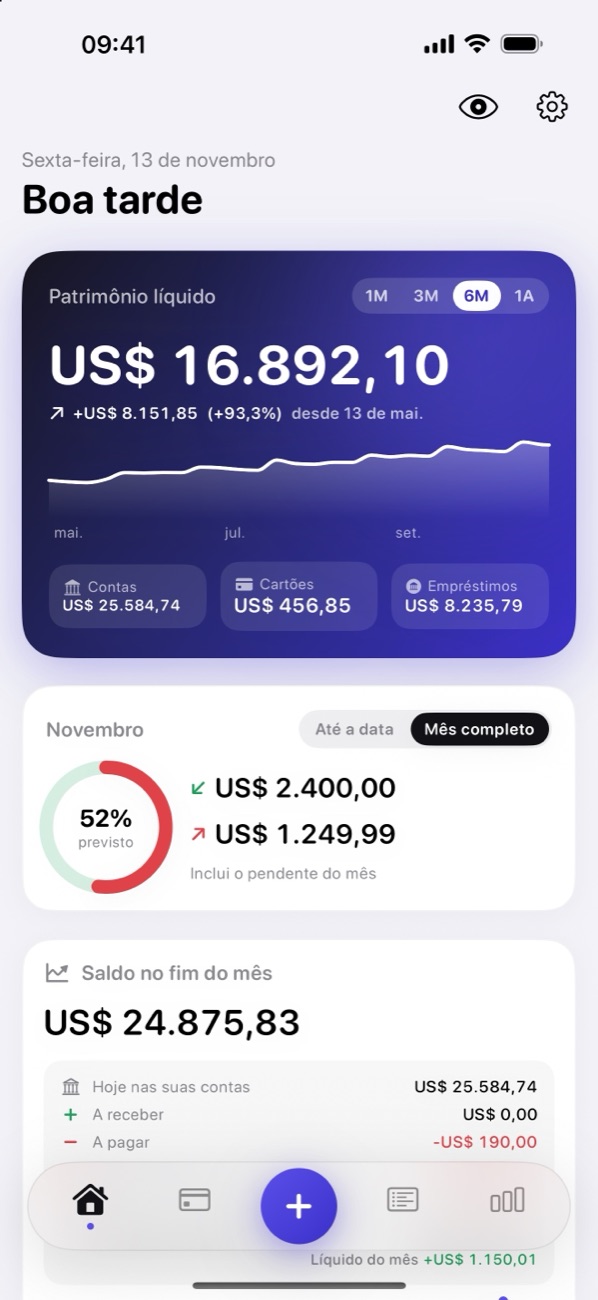 09:41
Sexta-feira, 13 de novembro
Boa tarde
Patrimônio líquido
1M 3M 6M 1A
US$ 16.892,10
+US$ 8.151,85 (+93,3%) desde 13 de mai.
mai. jul. set.
Contas Cartões Empréstimos
US$ 25.584,74 US$ 456,85 US$ 8.235,79
Novembro Até a data Mês completo
52%
previsto
US$ 2.400,00
US$ 1.249,99
Inclui o pendente do mês
Saldo no fim do mês
US$ 24.875,83
Hoje nas suas contas US$ 25.584,74
+ A receber US$ 0,00
− A pagar -US$ 190,00
Líquido do mês +US$ 1.150,01